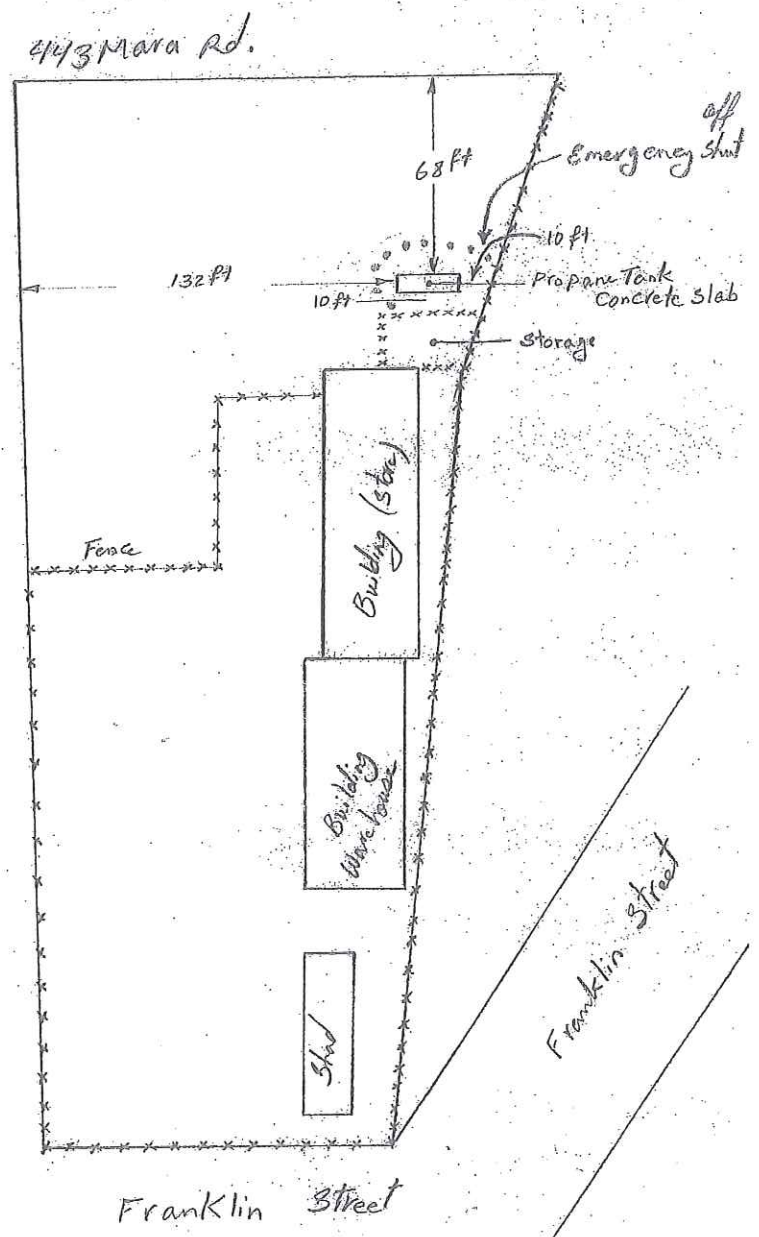 443 Mara Rd.
off
Emergency Shut
68 ft
10 ft
132 ft
Propane Tank
Concrete Slab
10 ft
Storage
Building (store)
Fence
Building
Warehouse
Franklin Street
Shed
Franklin Street